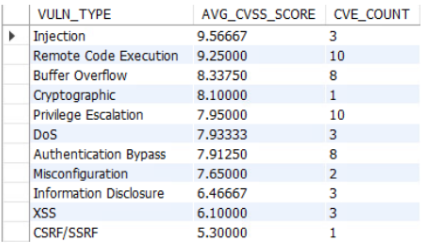 VULN_TYPE AVG_CVSS_SCORE CVE_COUNT
Injection 9.56667 3
Remote Code Execution 9.25000 10
Buffer Overflow 8.33750 8
Cryptographic 8.10000 1
Privilege Escalation 7.95000 10
DoS 7.93333 3
Authentication Bypass 7.91250 8
Misconfiguration 7.65000 2
Information Disclosure 6.46667 3
XSS 6.10000 3
CSRF/SSRF 5.30000 1